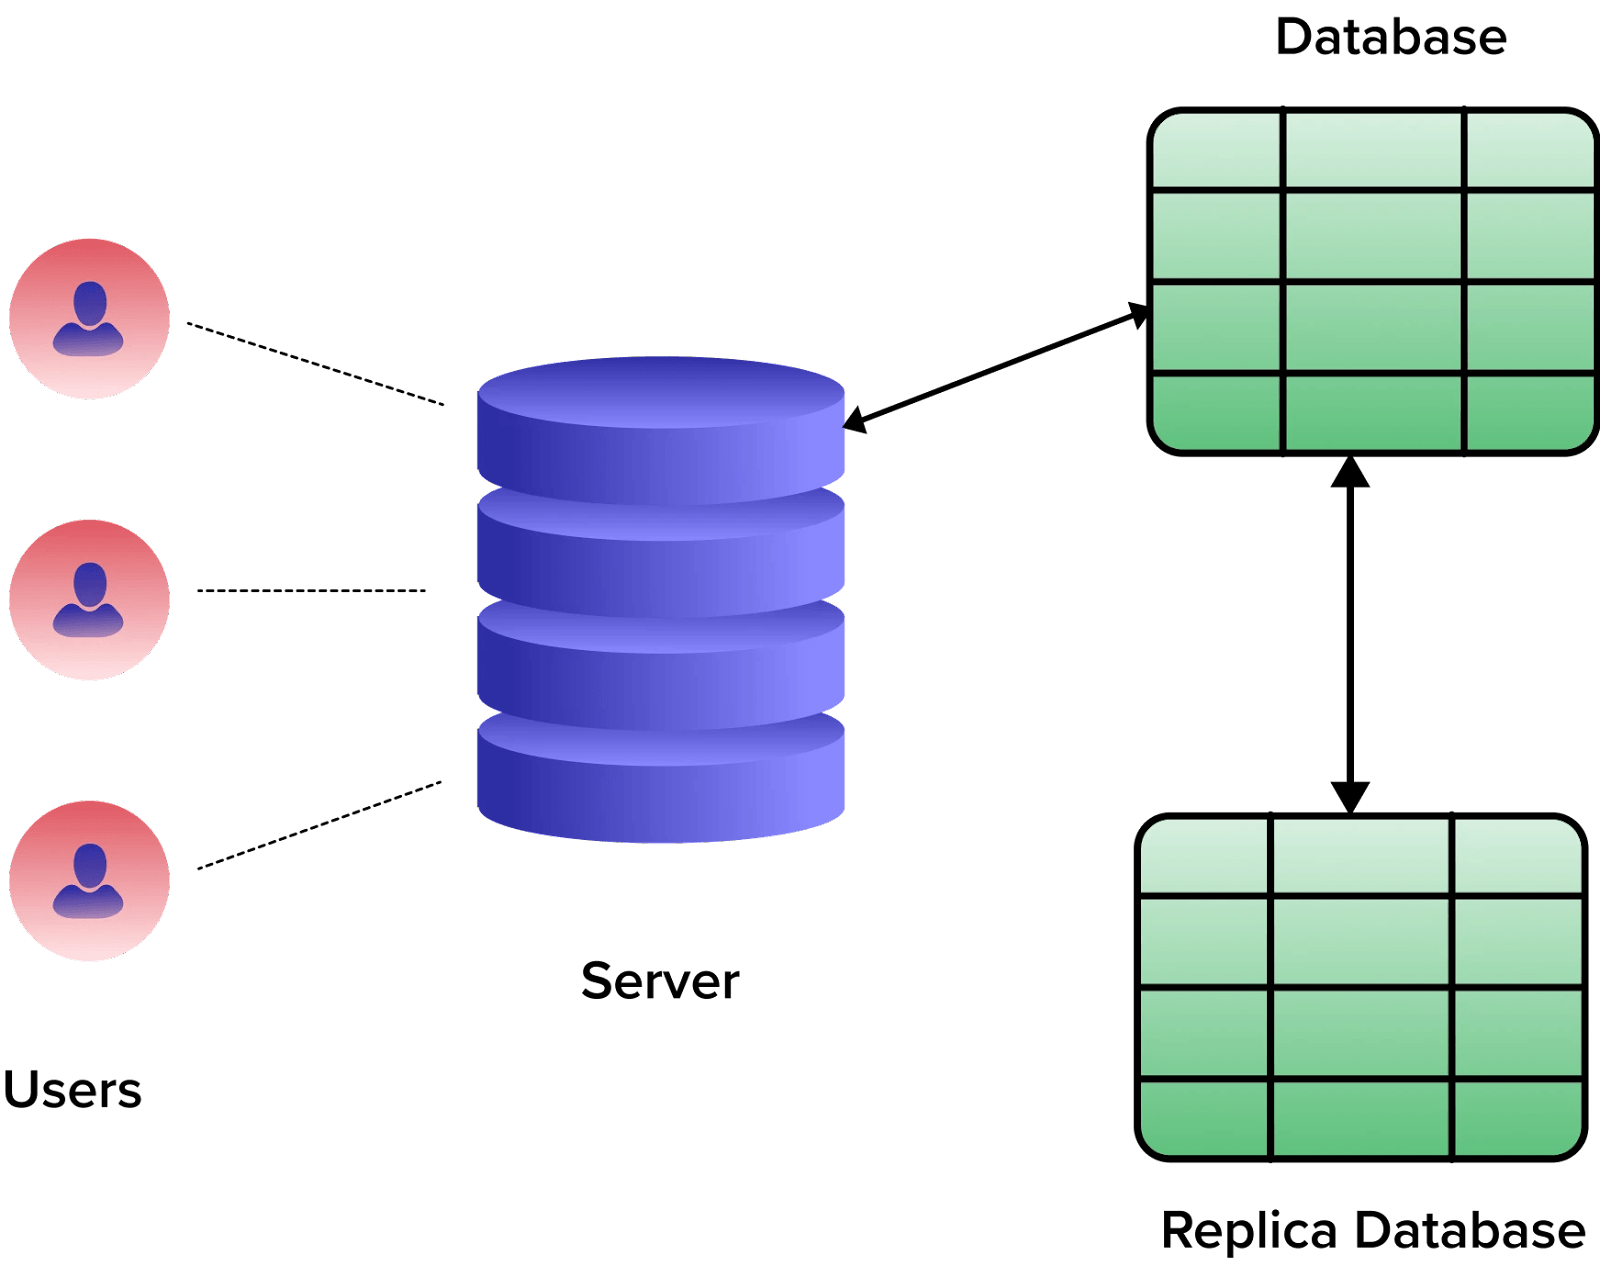 Database
Server
Users
Replica Database